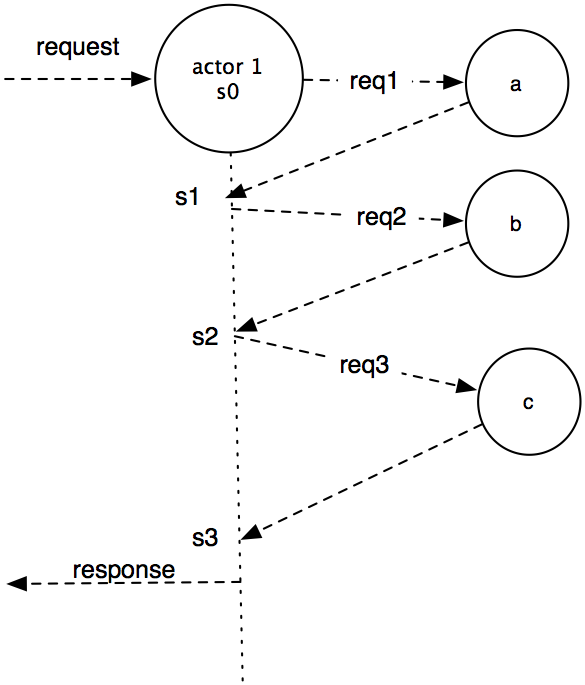 request
actor 1
s0
req1
a
s1
req2
b
s2
req3
c
s3
response